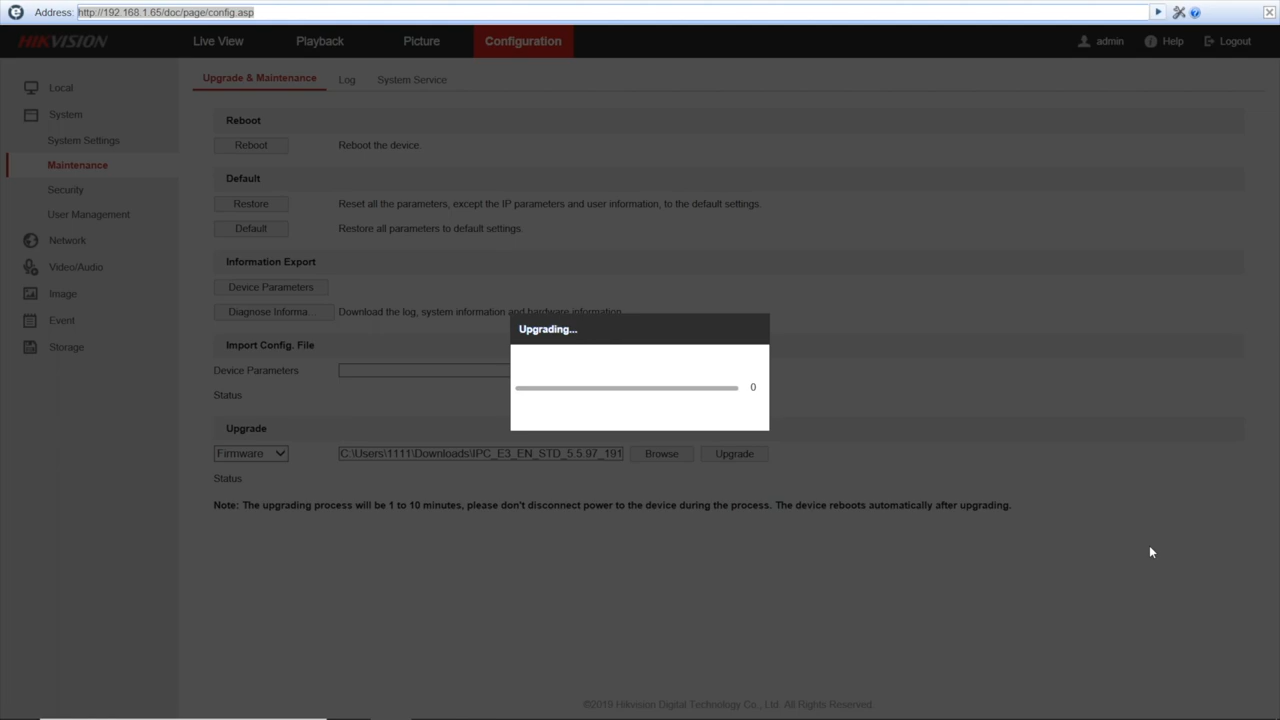 Address: http://192.168.1.65/doc/page/config.asp
HIKVISION Live View Playback Picture Configuration admin Help Logout
Local
System
System Settings
Maintenance
Security
User Management
Network
Video/Audio
Image
Event
Storage
Upgrade & Maintenance Log System Service
Reboot
Reboot Reboot the device.
Default
Restore Reset all the parameters, except the IP parameters and user information, to the default settings.
Default Restore all parameters to default settings.
Information Export
Device Parameters
Diagnose Informa... Download the log, system information and hardware information.
Import Config. File
Device Parameters
Status
Upgrading...
0
Upgrade
Firmware C:\Users\1111\Downloads\IPC_E3_EN_STD_5.5.97_191 Browse Upgrade
Status
Note: The upgrading process will be 1 to 10 minutes, please don't disconnect power to the device during the process. The device reboots automatically after upgrading.
©2019 Hikvision Digital Technology Co., Ltd. All Rights Reserved.